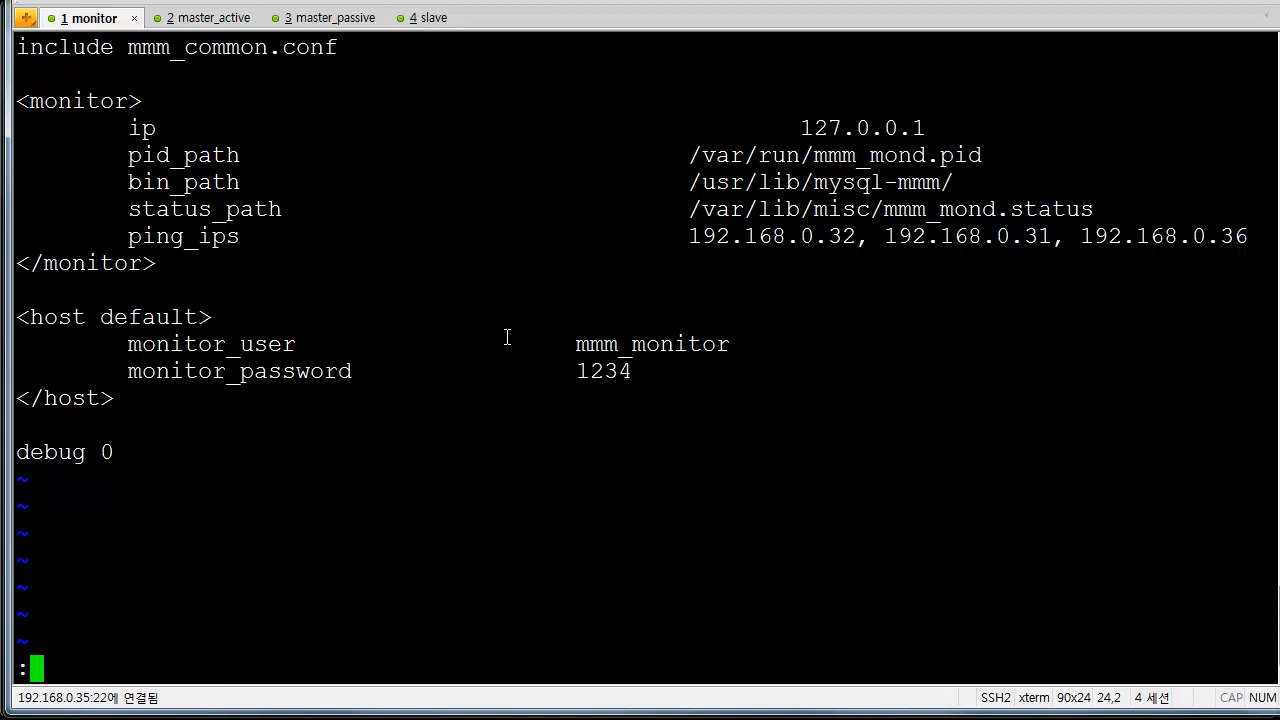 1 monitor × 2 master_active 3 master_passive 4 slave
include mmm_common.conf
<monitor>
ip 127.0.0.1
pid_path /var/run/mmm_mond.pid
bin_path /usr/lib/mysql-mmm/
status_path /var/lib/misc/mmm_mond.status
ping_ips 192.168.0.32, 192.168.0.31, 192.168.0.36
</monitor>
<host default>
monitor_user mmm_monitor
monitor_password 1234
</host>
debug 0
~
~
~
~
~
~
~
:
192.168.0.35:22에 연결됨 SSH2 xterm 90x24 24,2 4 세션 CAP NUM